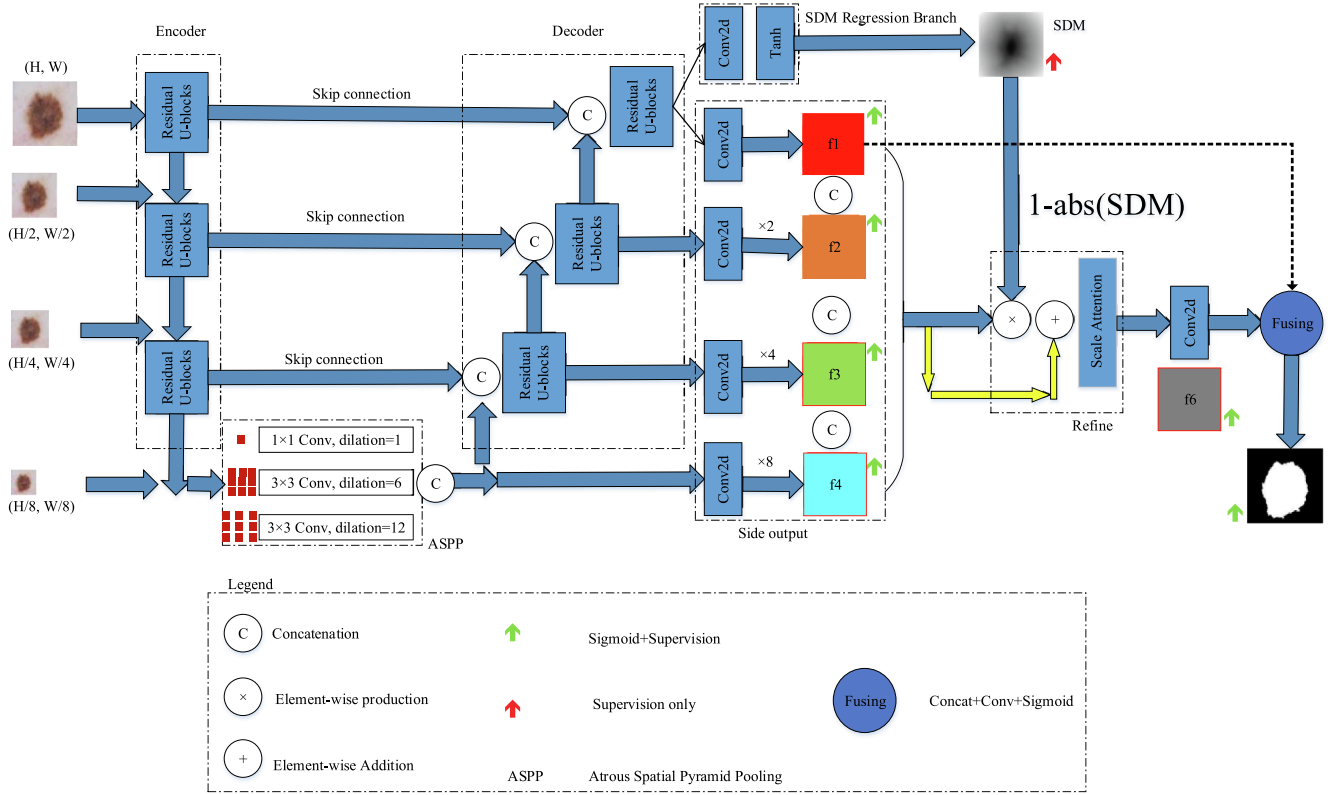 Encoder
Decoder
SDM Regression Branch
SDM
(H, W)
Residual U-blocks
Skip connection
C
Residual U-blocks
Conv2d
Tanh
Conv2d
f1
C
1-abs(SDM)
(H/2, W/2)
Residual U-blocks
Skip connection
C
Residual U-blocks
Conv2d
×2
f2
C
(H/4, W/4)
Residual U-blocks
Skip connection
C
Residual U-blocks
Conv2d
×4
f3
C
×
+
Scale Attention
Refine
Conv2d
f6
Fusing
(H/8, W/8)
1×1 Conv, dilation=1
3×3 Conv, dilation=6
3×3 Conv, dilation=12
ASPP
C
Conv2d
×8
f4
Side output
Legend
C
Concatenation
Sigmoid+Supervision
×
Element-wise production
Supervision only
Fusing
Concat+Conv+Sigmoid
+
Element-wise Addition
ASPP
Atrous Spatial Pyramid Pooling